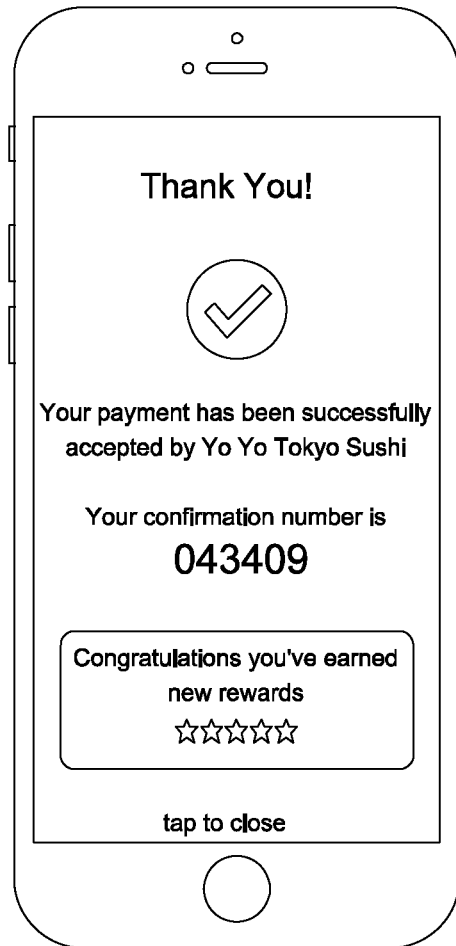 Thank You!
Your payment has been successfully
accepted by Yo Yo Tokyo Sushi
Your confirmation number is
043409
Congratulations you've earned
new rewards
tap to close